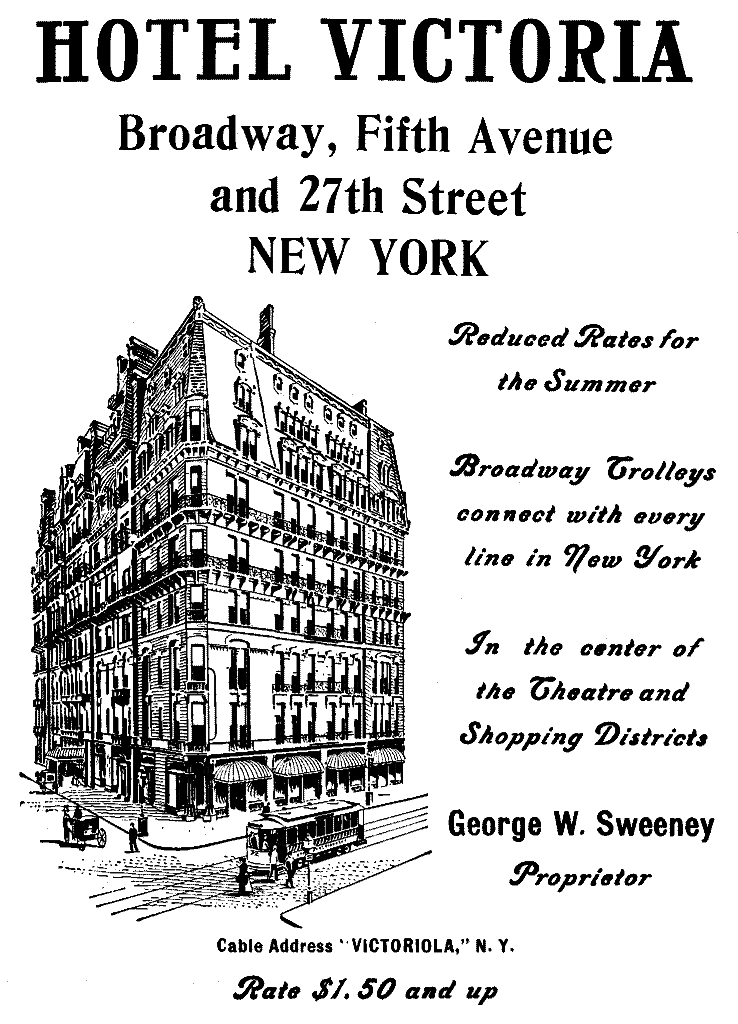 HOTEL VICTORIA
Broadway, Fifth Avenue
and 27th Street
NEW YORK
Reduced Rates for
the Summer
Broadway Trolleys
connect with every
line in New York
In the center of
the Theatre and
Shopping Districts
George W. Sweeney
Proprietor
Cable Address "VICTORIOLA," N. Y.
Rate $1.50 and up